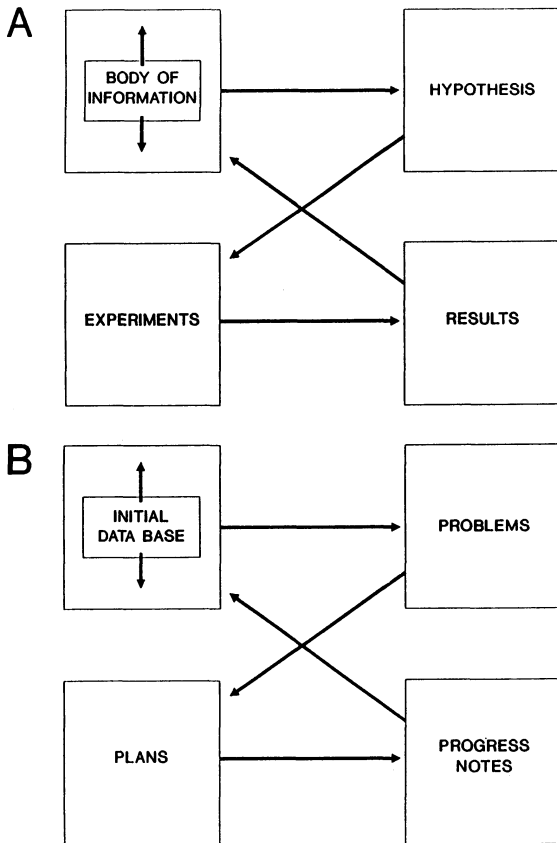 A
BODY OF
INFORMATION
HYPOTHESIS
EXPERIMENTS
RESULTS
B
INITIAL
DATA BASE
PROBLEMS
PLANS
PROGRESS
NOTES